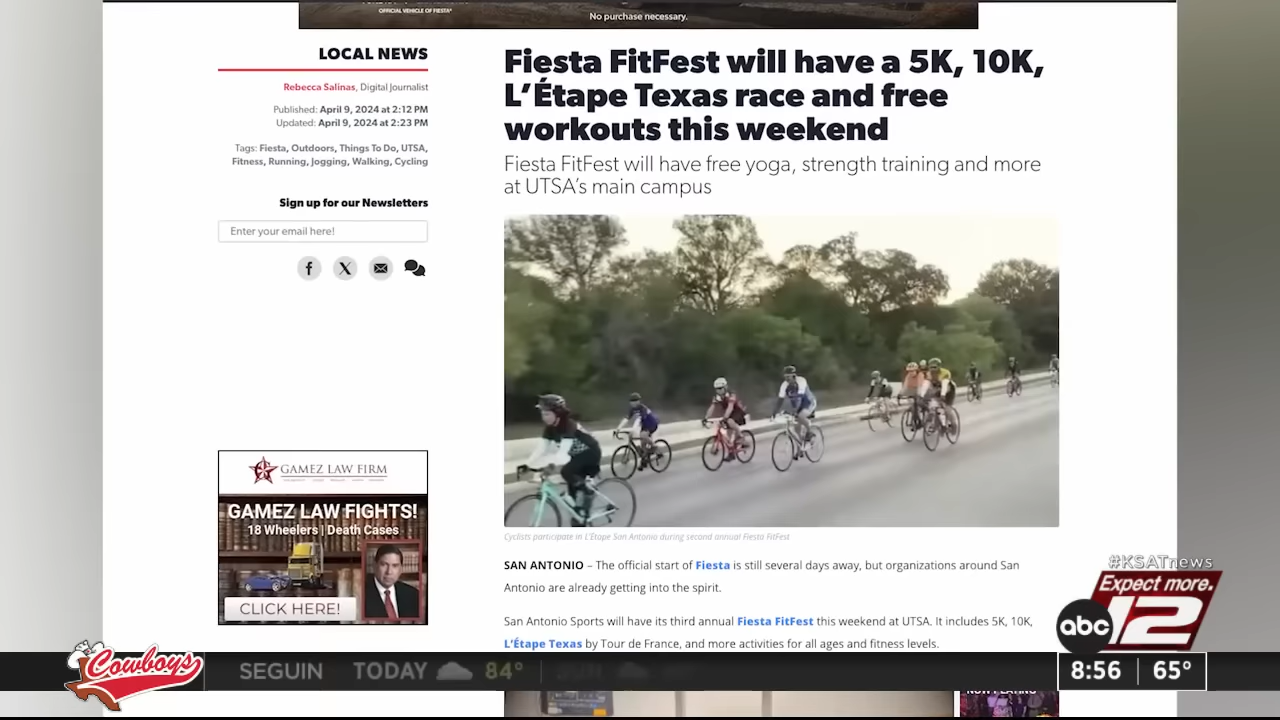 OFFICIAL VEHICLE OF FIESTA®
No purchase necessary.
LOCAL NEWS
Rebecca Salinas, Digital Journalist
Published: April 9, 2024 at 2:12 PM
Updated: April 9, 2024 at 2:23 PM
Tags: Fiesta, Outdoors, Things To Do, UTSA,
Fitness, Running, Jogging, Walking, Cycling
Sign up for our Newsletters
Enter your email here!
Fiesta FitFest will have a 5K, 10K,
L’Étape Texas race and free
workouts this weekend
Fiesta FitFest will have free yoga, strength training and more
at UTSA’s main campus
Cyclists participate in L'Etape San Antonio during second annual Fiesta FitFest
SAN ANTONIO – The official start of Fiesta is still several days away, but organizations around San
Antonio are already getting into the spirit.
San Antonio Sports will have its third annual Fiesta FitFest this weekend at UTSA. It includes 5K, 10K,
L’Étape Texas by Tour de France, and more activities for all ages and fitness levels.
GAMEZ LAW FIRM
GAMEZ LAW FIGHTS!
18 Wheelers | Death Cases
CLICK HERE!
#KSATnews
Expect more.
abc 12
Cowboys
SEGUIN TODAY 84°
8:56 65°
NOW PLAYING